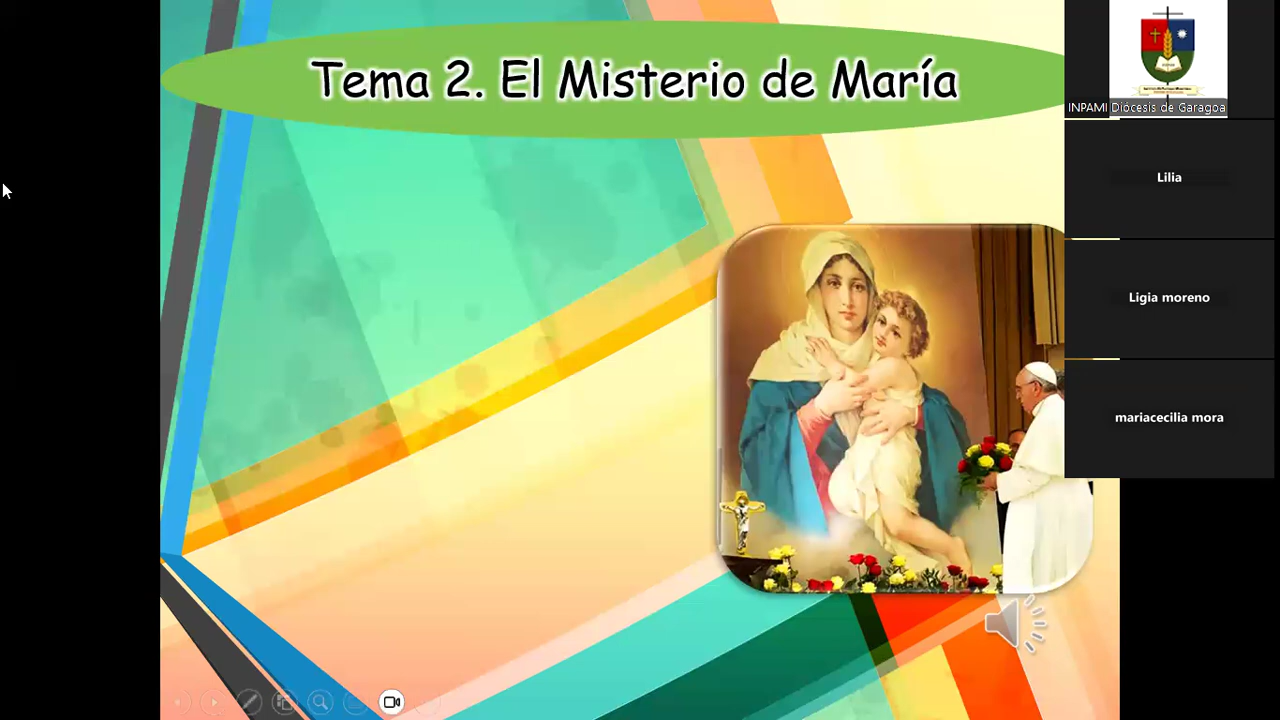 Tema 2. El Misterio de María
INPAMI Diócesis de Garagoa
Lilia
Ligia moreno
mariacecilia mora